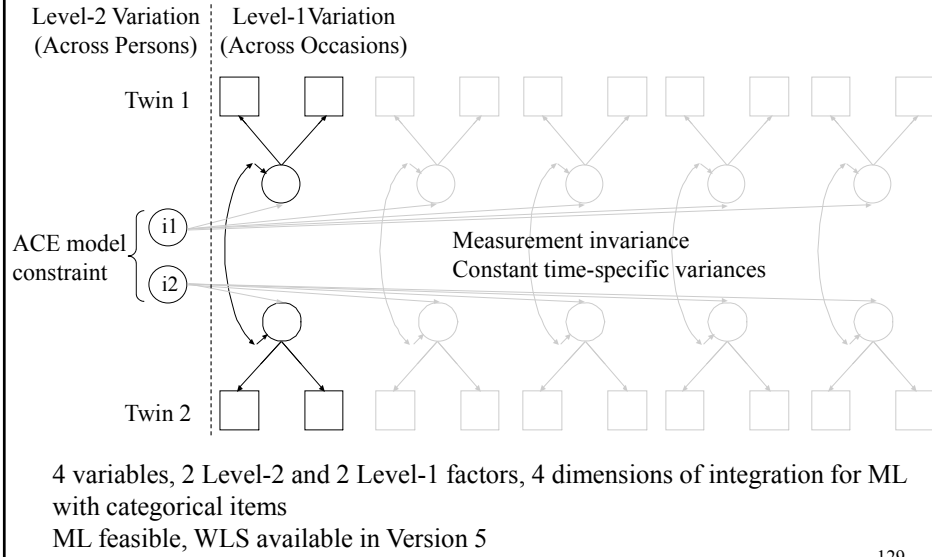 Level-2 Variation
(Across Persons)
Level-1Variation
(Across Occasions)
Twin 1
i1
ACE model
constraint
i2
Measurement invariance
Constant time-specific variances
Twin 2
4 variables, 2 Level-2 and 2 Level-1 factors, 4 dimensions of integration for ML
with categorical items
ML feasible, WLS available in Version 5
129